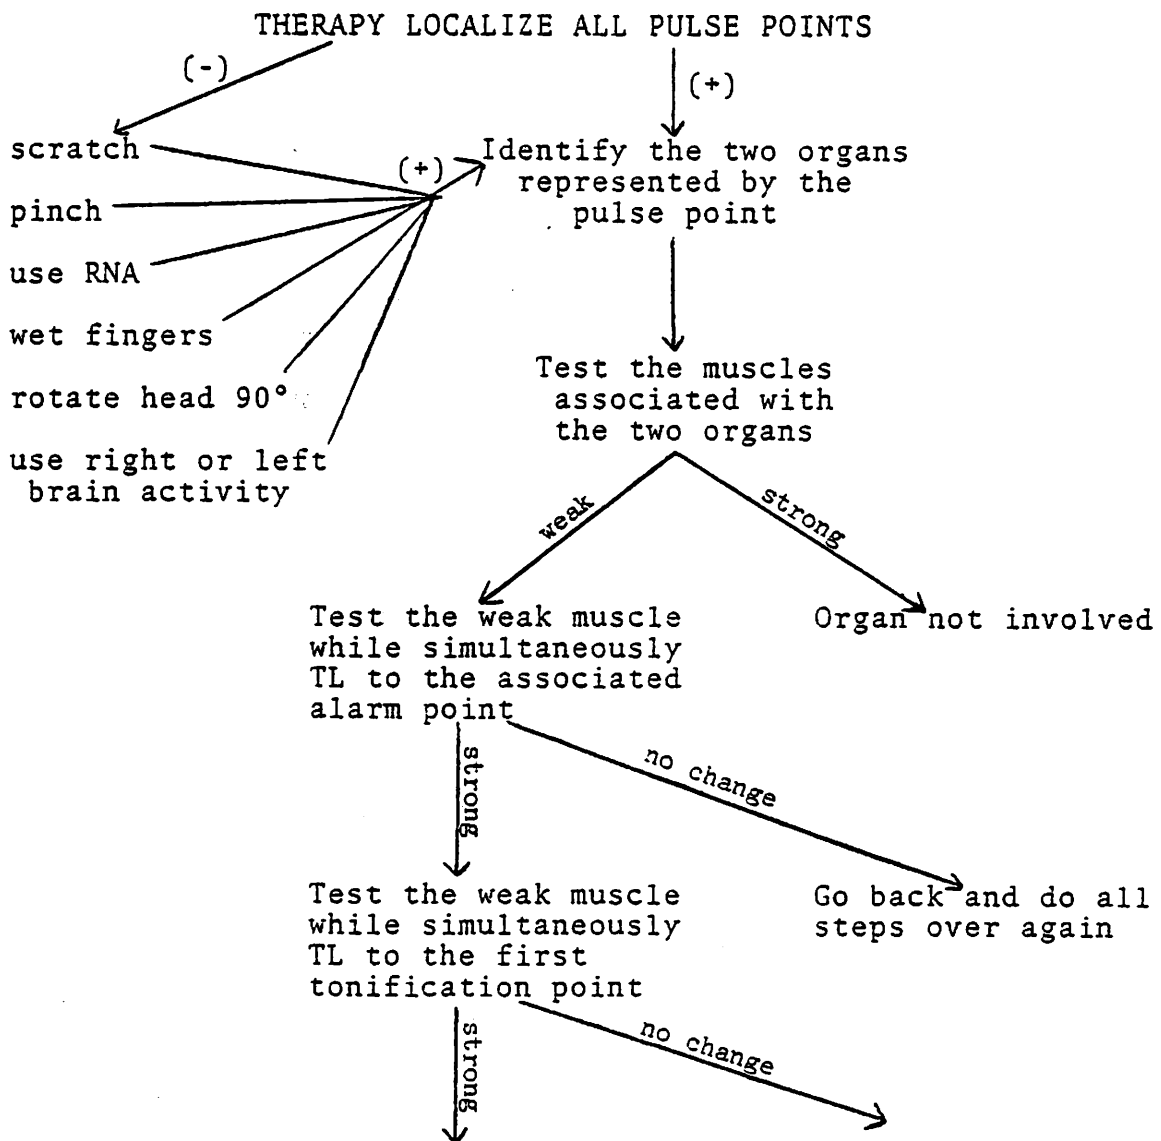 THERAPY LOCALIZE ALL PULSE POINTS
(-)
(+)
scratch
pinch
use RNA
wet fingers
rotate head 90°
use right or left
brain activity
(+)
Identify the two organs
represented by the
pulse point
Test the muscles
associated with
the two organs
weak
strong
Test the weak muscle
while simultaneously
TL to the associated
alarm point
Organ not involved
strong
no change
Test the weak muscle
while simultaneously
TL to the first
tonification point
Go back and do all
steps over again
strong
no change